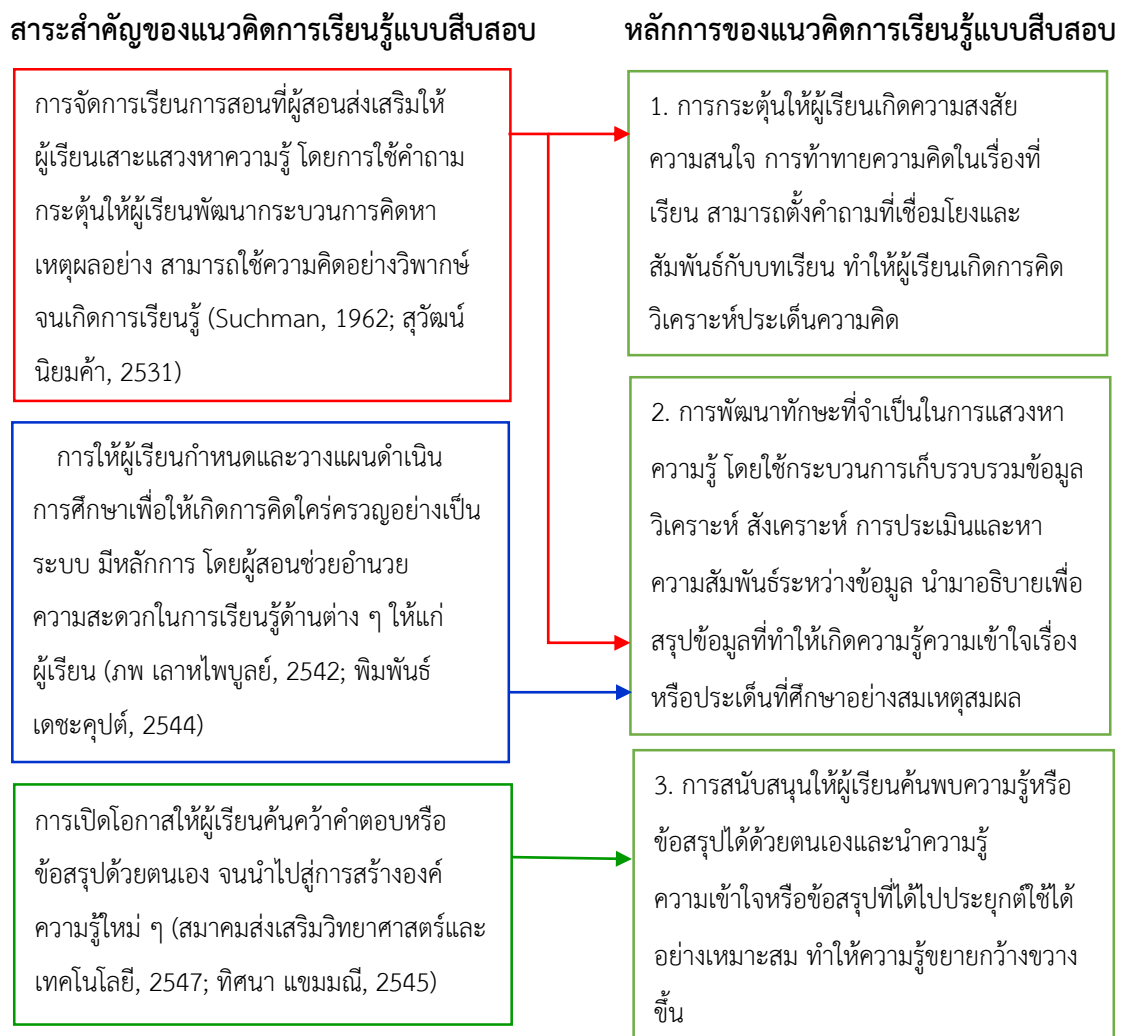 สาระสำคัญของแนวคิดการเรียนรู้แบบสืบสอบ
การจัดการเรียนการสอนที่ผู้สอนส่งเสริมให้
ผู้เรียนเสาะแสวงหาความรู้ โดยการใช้คำถาม
กระตุ้นให้ผู้เรียนพัฒนากระบวนการคิดหา
เหตุผลอย่าง สามารถใช้ความคิดอย่างวิพากษ์
จนเกิดการเรียนรู้ (Suchman, 1962; สุวัฒน์
นิยมค้า, 2531)
การให้ผู้เรียนกำหนดและวางแผนดำเนิน
การศึกษาเพื่อให้เกิดการคิดใคร่ครวญอย่างเป็น
ระบบ มีหลักการ โดยผู้สอนช่วยอำนวย
ความสะดวกในการเรียนรู้ด้านต่าง ๆ ให้แก่
ผู้เรียน (ภพ เลาหไพบูลย์, 2542; พิมพันธ์
เดชะคุปต์, 2544)
การเปิดโอกาสให้ผู้เรียนค้นคว้าคำตอบหรือ
ข้อสรุปด้วยตนเอง จนนำไปสู่การสร้างองค์
ความรู้ใหม่ ๆ (สมาคมส่งเสริมวิทยาศาสตร์และ
เทคโนโลยี, 2547; ทิศนา แขมมณี, 2545)
หลักการของแนวคิดการเรียนรู้แบบสืบสอบ
1. การกระตุ้นให้ผู้เรียนเกิดความสงสัย
ความสนใจ การท้าทายความคิดในเรื่องที่
เรียน สามารถตั้งคำถามที่เชื่อมโยงและ
สัมพันธ์กับบทเรียน ทำให้ผู้เรียนเกิดการคิด
วิเคราะห์ประเด็นความคิด
2. การพัฒนาทักษะที่จำเป็นในการแสวงหา
ความรู้ โดยใช้กระบวนการเก็บรวบรวมข้อมูล
วิเคราะห์ สังเคราะห์ การประเมินและหา
ความสัมพันธ์ระหว่างข้อมูล นำมาอธิบายเพื่อ
สรุปข้อมูลที่ทำให้เกิดความรู้ความเข้าใจเรื่อง
หรือประเด็นที่ศึกษาอย่างสมเหตุสมผล
3. การสนับสนุนให้ผู้เรียนค้นพบความรู้หรือ
ข้อสรุปได้ด้วยตนเองและนำความรู้
ความเข้าใจหรือข้อสรุปที่ได้ไปประยุกต์ใช้ได้
อย่างเหมาะสม ทำให้ความรู้ขยายกว้างขวาง
ขึ้น